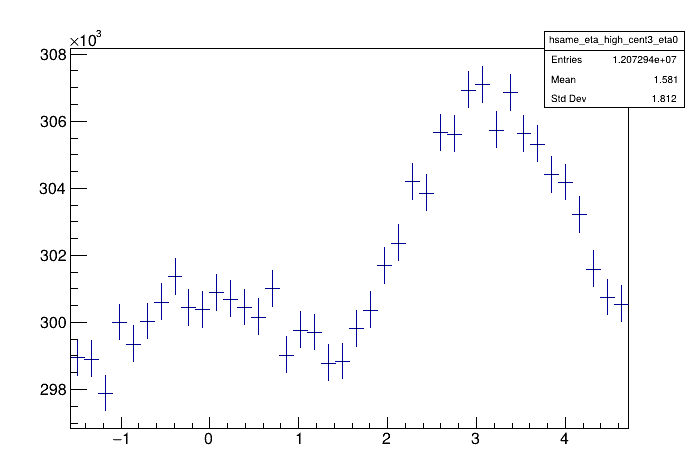 ×10³
hsame_eta_high_cent3_eta0
Entries 1.207294e+07
Mean 1.581
Std Dev 1.812
308
306
304
302
300
298
−1 0 1 2 3 4